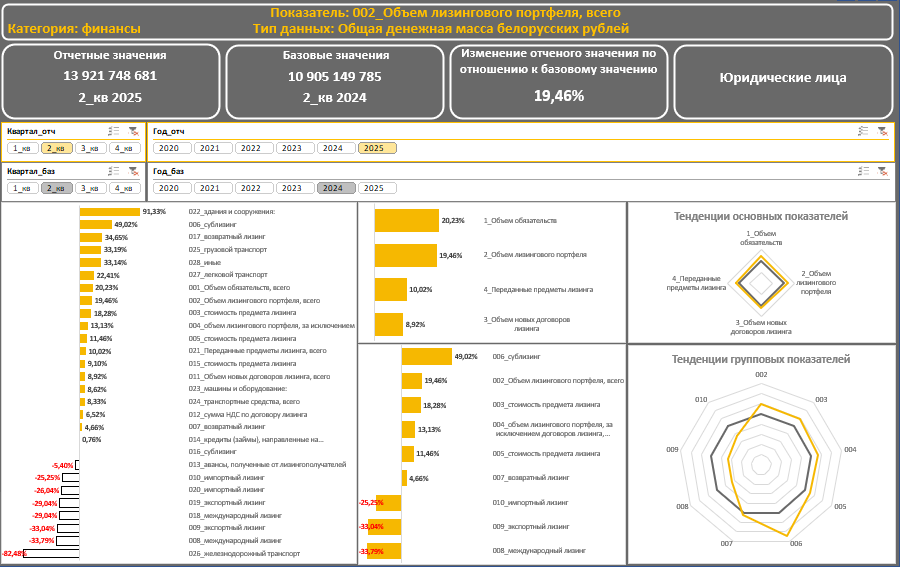 Показатель: 002_Объем лизингового портфеля, всего
Категория: финансы
Тип данных: Общая денежная масса белорусских рублей
Отчетные значения
13 921 748 681
2_кв 2025
Базовые значения
10 905 149 785
2_кв 2024
Изменение отченого значения по
отношению к базовому значению
19,46%
Юридические лица
Квартал_отч
1_кв 2_кв 3_кв 4_кв
Год_отч
2020 2021 2022 2023 2024 2025
Квартал_баз
1_кв 2_кв 3_кв 4_кв
Год_баз
2020 2021 2022 2023 2024 2025
91,33% 022_здания и сооружения:
49,02% 006_сублизинг
34,65% 017_возвратный лизинг
33,19% 025_грузовой транспорт
33,14% 028_иные
22,41% 027_легковой транспорт
20,23% 001_Объем обязательств, всего
19,46% 002_Объем лизингового портфеля, всего
18,28% 003_стоимость предмета лизинга
13,13% 004_объем лизингового портфеля, за исключением
11,46% 005_стоимость предмета лизинга
10,02% 021_Переданные предметы лизинга, всего
9,10% 015_стоимость предмета лизинга
8,92% 011_Объем новых договоров лизинга, всего
8,62% 023_машины и оборудование:
8,33% 024_транспортные средства, всего
6,52% 012_сумма НДС по договору лизинга
4,66% 007_возвратный лизинг
0,76% 014_кредиты (займы), направленные на...
016_сублизинг
-5,40% 013_авансы, полученные от лизингополучателей
-25,25% 010_импортный лизинг
-26,04% 020_импортный лизинг
-29,04% 019_экспортный лизинг
-29,04% 018_международный лизинг
-33,04% 009_экспортный лизинг
-33,79% 008_международный лизинг
-82,48% 026_железнодорожный транспорт
20,23% 1_Объем обязательств
19,46% 2_Объем лизингового портфеля
10,02% 4_Переданные предметы лизинга
8,92% 3_Объем новых договоров
лизинга
49,02% 006_сублизинг
19,46% 002_Объем лизингового портфеля, всего
18,28% 003_стоимость предмета лизинга
13,13% 004_объем лизингового портфеля, за
исключением договоров лизинга,...
11,46% 005_стоимость предмета лизинга
4,66% 007_возвратный лизинг
-25,25% 010_импортный лизинг
-33,04% 009_экспортный лизинг
-33,79% 008_международный лизинг
Тенденции основных показателей
1_Объем
обязательств
2_Объем
лизингового
портфеля
3_Объем новых
договоров лизинга
4_Переданные
предметы лизинга
Тенденции групповых показателей
002
003
004
005
006
007
008
009
010